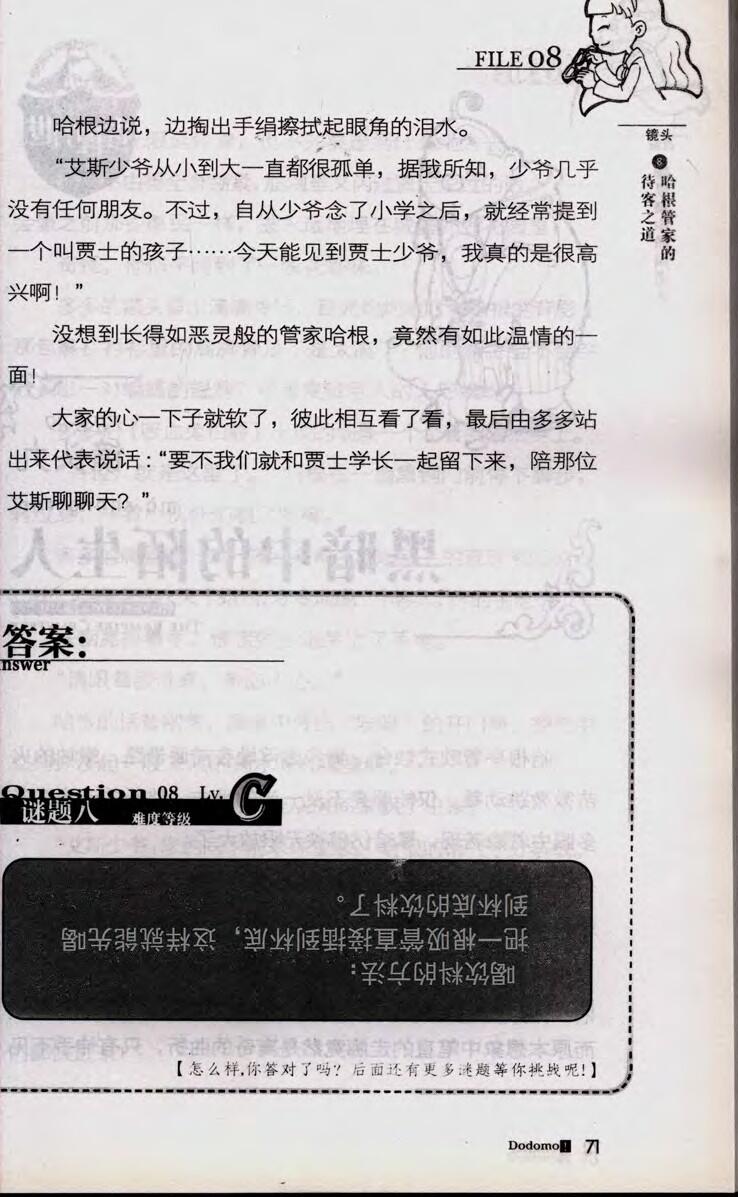 FILE 08
镜头
8
哈根管家的
待客之道
哈根边说，边掏出手绢擦拭起眼角的泪水。
“艾斯少爷从小到大一直都很孤单，据我所知，少爷几乎
没有任何朋友。不过，自从少爷念了小学之后，就经常提到
一个叫贾士的孩子……今天能见到贾士少爷，我真的是很高
兴啊！”
没想到长得如恶灵般的管家哈根，竟然有如此温情的一
面！
大家的心一下子就软了，彼此相互看了看，最后由多多站
出来代表说话：“要不我们就和贾士学长一起留下来，陪那位
艾斯聊聊天？”
答案：
nswer
Question 08 Lv. C
谜题八 难度等级
喝饮料的方法：
把一根吸管直接插到杯底，这样就能先喝
到杯底的饮料了。
【怎么样,你答对了吗？后面还有更多谜题等你挑战呢!】
Dodomo! 71